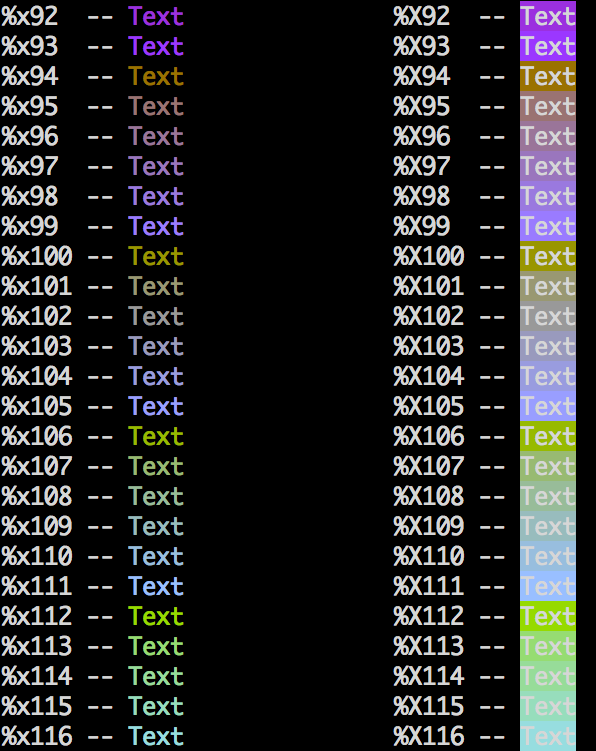 %x92 -- Text %X92 -- Text
%x93 -- Text %X93 -- Text
%x94 -- Text %X94 -- Text
%x95 -- Text %X95 -- Text
%x96 -- Text %X96 -- Text
%x97 -- Text %X97 -- Text
%x98 -- Text %X98 -- Text
%x99 -- Text %X99 -- Text
%x100 -- Text %X100 -- Text
%x101 -- Text %X101 -- Text
%x102 -- Text %X102 -- Text
%x103 -- Text %X103 -- Text
%x104 -- Text %X104 -- Text
%x105 -- Text %X105 -- Text
%x106 -- Text %X106 -- Text
%x107 -- Text %X107 -- Text
%x108 -- Text %X108 -- Text
%x109 -- Text %X109 -- Text
%x110 -- Text %X110 -- Text
%x111 -- Text %X111 -- Text
%x112 -- Text %X112 -- Text
%x113 -- Text %X113 -- Text
%x114 -- Text %X114 -- Text
%x115 -- Text %X115 -- Text
%x116 -- Text %X116 -- Text